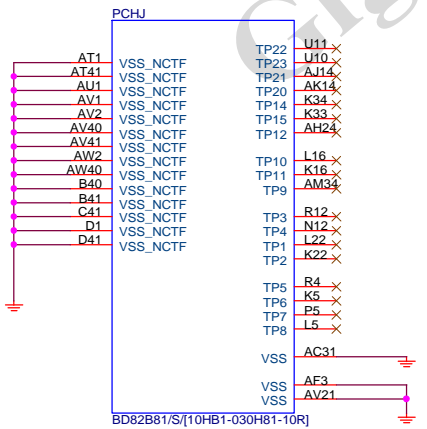 PCHJ
AT1 VSS_NCTF
AT41 VSS_NCTF
AU1 VSS_NCTF
AV1 VSS_NCTF
AV2 VSS_NCTF
AV40 VSS_NCTF
AV41 VSS_NCTF
AW2 VSS_NCTF
AW40 VSS_NCTF
B40 VSS_NCTF
B41 VSS_NCTF
C41 VSS_NCTF
D1 VSS_NCTF
D41 VSS_NCTF
TP22 U11
TP23 U10
TP21 AJ14
TP20 AK14
TP14 K34
TP15 K33
TP12 AH24
TP10 L16
TP11 K16
TP9 AM34
TP3 R12
TP4 N12
TP1 L22
TP2 K22
TP5 R4
TP6 K5
TP7 P5
TP8 L5
VSS AC31
VSS AF3
VSS AV21
BD82B81/S/[10HB1-030H81-10R]